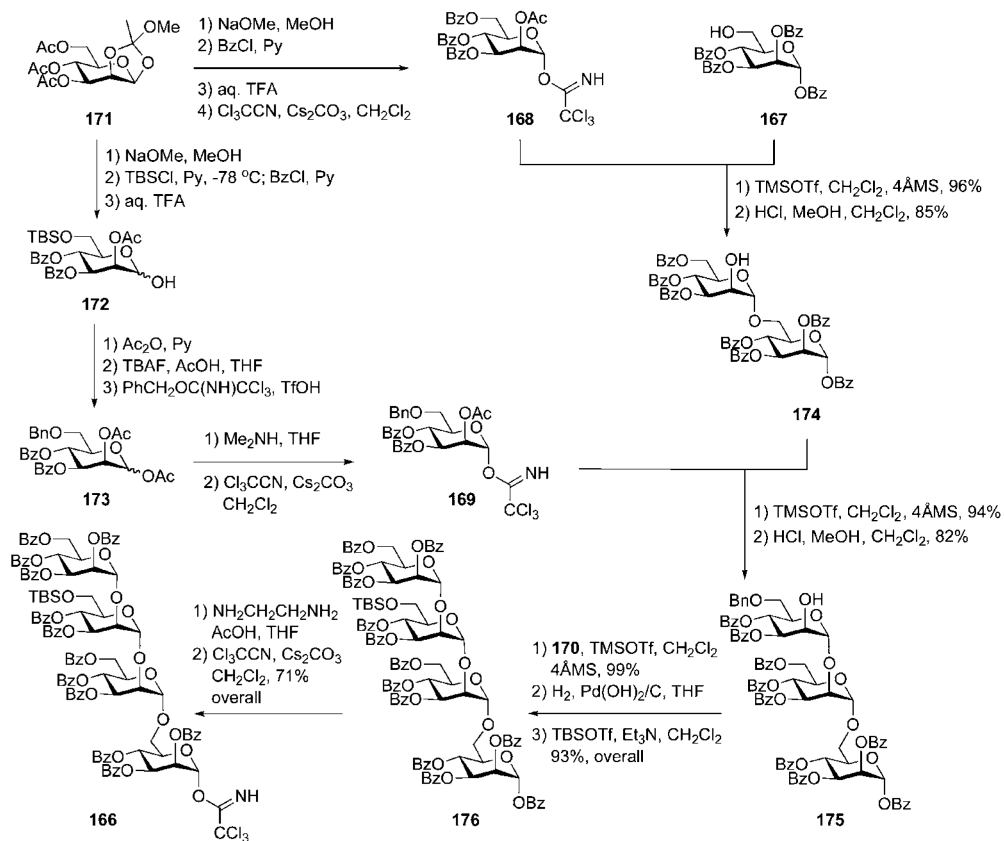 AcO
OMe
O
O
O
AcO
AcO
171
1) NaOMe, MeOH
2) BzCl, Py
3) aq. TFA
4) Cl3CCN, Cs2CO3, CH2Cl2
BzO
OAc
O
BzO
BzO
O
NH
CCl3
168
HO
OBz
O
BzO
BzO
OBz
167
1) NaOMe, MeOH
2) TBSCl, Py, -78 °C; BzCl, Py
3) aq. TFA
1) TMSOTf, CH2Cl2, 4ÅMS, 96%
2) HCl, MeOH, CH2Cl2, 85%
TBSO
OAc
O
BzO
BzO
OH
172
BzO
OH
O
BzO
BzO
O
OBz
O
BzO
BzO
OBz
174
1) Ac2O, Py
2) TBAF, AcOH, THF
3) PhCH2OC(NH)CCl3, TfOH
BnO
OAc
O
BzO
BzO
OAc
173
1) Me2NH, THF
2) Cl3CCN, Cs2CO3
CH2Cl2
BnO
OAc
O
BzO
BzO
O
NH
CCl3
169
1) TMSOTf, CH2Cl2, 4ÅMS, 94%
2) HCl, MeOH, CH2Cl2, 82%
BzO
OBz
O
BzO
BzO
O
TBSO
O
BzO
BzO
O
BzO
O
BzO
BzO
O
OBz
O
BzO
BzO
O
NH
CCl3
166
1) NH2CH2CH2NH2
AcOH, THF
2) Cl3CCN, Cs2CO3
CH2Cl2, 71%
overall
BzO
OBz
O
BzO
BzO
O
TBSO
O
BzO
BzO
O
BzO
O
BzO
BzO
O
OBz
O
BzO
BzO
OBz
176
1) 170, TMSOTf, CH2Cl2
4ÅMS, 99%
2) H2, Pd(OH)2/C, THF
3) TBSOTf, Et3N, CH2Cl2
93%, overall
BnO
OH
O
BzO
BzO
O
BzO
O
BzO
BzO
O
OBz
O
BzO
BzO
OBz
175